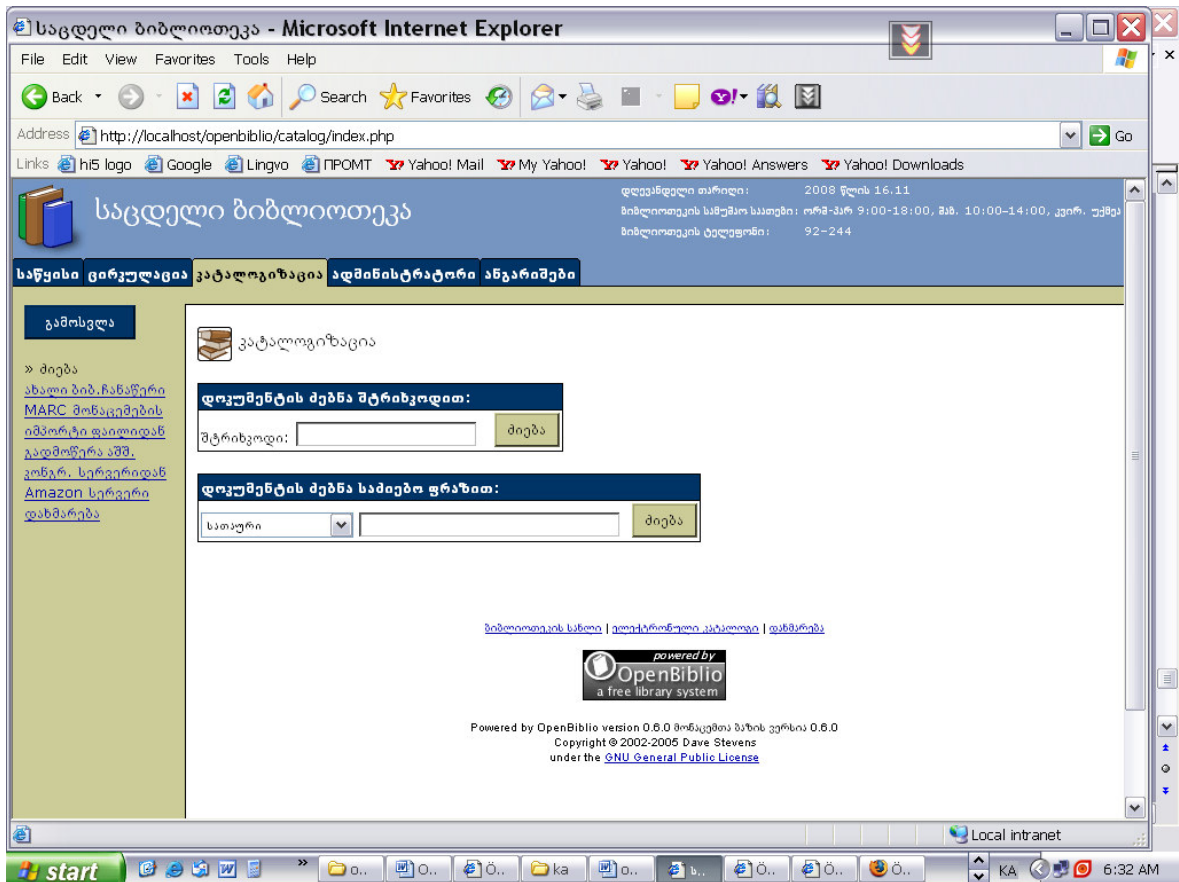 საცდელი ბიბლიოთეკა - Microsoft Internet Explorer
File Edit View Favorites Tools Help
Back Search Favorites
Address http://localhost/openbiblio/catalog/index.php Go
Links hi5 logo Google Lingvo ПРОМТ Yahoo! Mail My Yahoo! Yahoo! Yahoo! Answers Yahoo! Downloads
საცდელი ბიბლიოთეკა
დღევანდელი თარიღი: 2008 წლის 16.11
ბიბლიოთეკის სამუშაო საათები: ორშ-პარ 9:00-18:00, შაბ. 10:00-14:00, კვირ. უქმეა
ბიბლიოთეკის ტელეფონი: 92-244
საწყისი ცირკულაცია კატალოგიზაცია ადმინისტრატორი ანგარიშები
გამოსვლა
» ძიება
ახალი ბიბ.ჩანაწერი
MARC მონაცემების
იმპორტი ფაილიდან
გადმოწერა აშშ.
კონგრ. სერვერიდან
Amazon სერვერი
დახმარება
კატალოგიზაცია
დოკუმენტის ძებნა შტრიხკოდით:
შტრიხკოდი: ძიება
დოკუმენტის ძებნა საძიებო ფრაზით:
სათაური ძიება
ბიბლიოთეკის სახლი | ელექტრონული კატალოგი | დახმარება
powered by
OpenBiblio
a free library system
Powered by OpenBiblio version 0.6.0 მონაცემთა ბაზის ვერსია 0.6.0
Copyright © 2002-2005 Dave Stevens
under the GNU General Public License
Local intranet
start » o.. O.. Ö.. ka o.. ს.. Ö.. Ö.. Ö.. KA 6:32 AM